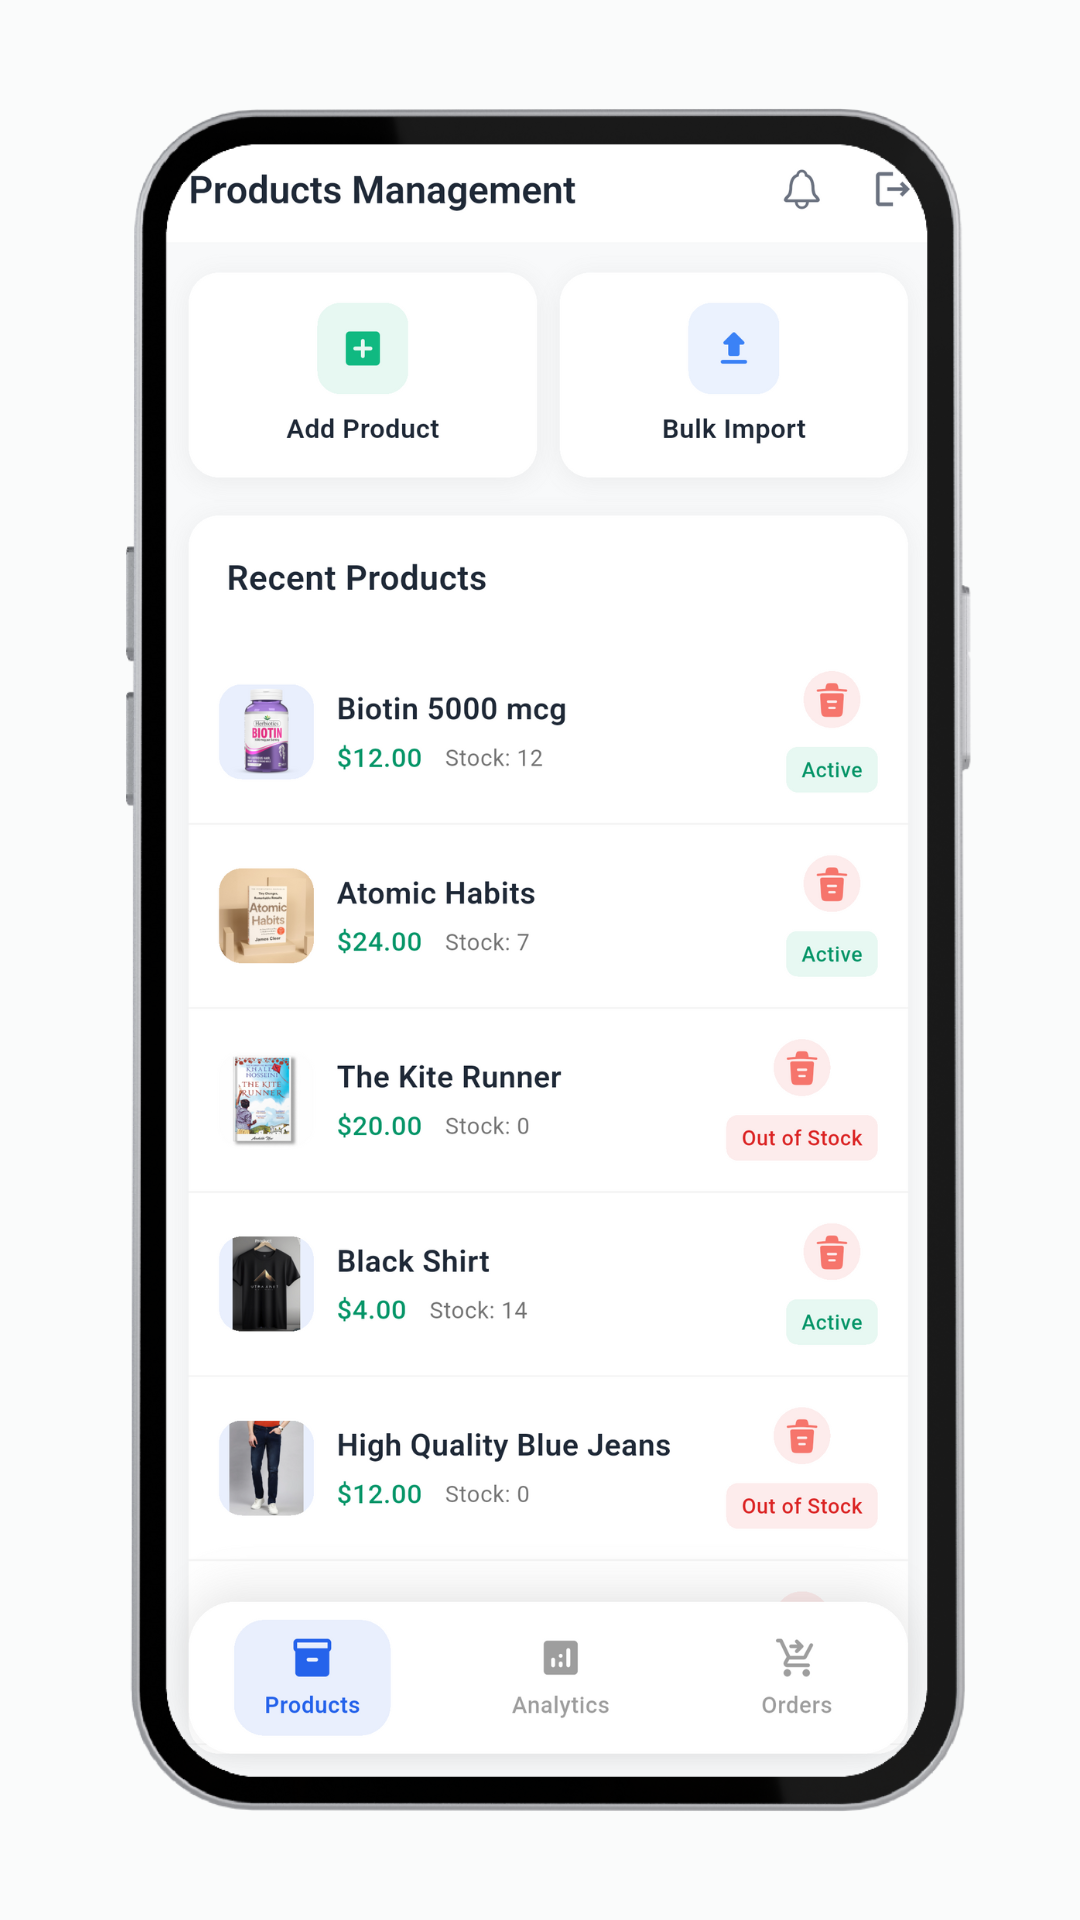 Products Management
Add Product
Bulk Import
Recent Products
BIOTIN
Biotin 5000 mcg
$12.00 Stock: 12
Active
Atomic
Habits
James Clear
Atomic Habits
$24.00 Stock: 7
Active
KHALED
HOSSEINI
THE KITE
RUNNER
The Kite Runner
$20.00 Stock: 0
Out of Stock
Black Shirt
$4.00 Stock: 14
Active
High Quality Blue Jeans
$12.00 Stock: 0
Out of Stock
Products
Analytics
Orders